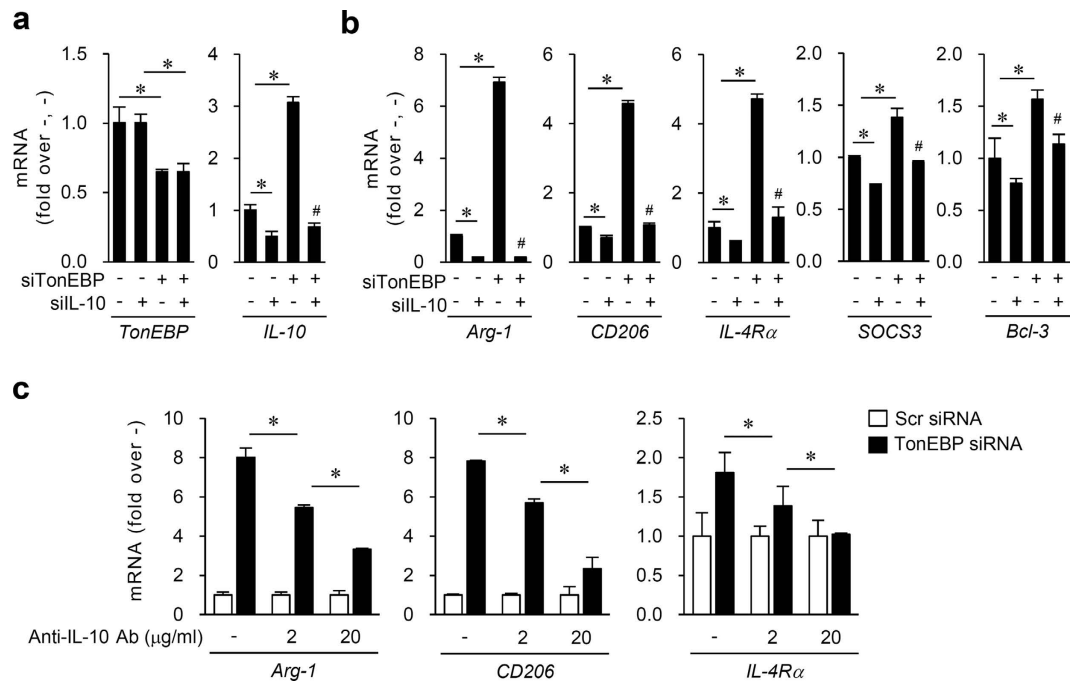 a
b
mRNA
(fold over -, -)
1.5
1.0
0.5
0.0
*
*
4
3
2
1
0
*
*
#
siTonEBP - - + +
siIL-10 - + - +
TonEBP
- - + +
- + - +
IL-10
mRNA
(fold over -, -)
8
6
4
2
0
*
*
#
siTonEBP - - + +
siIL-10 - + - +
Arg-1
6
4
2
0
*
*
#
- - + +
- + - +
CD206
6
4
2
0
*
*
#
- - + +
- + - +
IL-4Rα
1.5
1.0
0.5
0.0
*
*
#
- - + +
- + - +
SOCS3
2.0
1.5
1.0
0.5
0.0
*
*
#
- - + +
- + - +
Bcl-3
c
mRNA (fold over -)
10
8
6
4
2
0
*
*
Anti-IL-10 Ab (μg/ml) - 2 20
Arg-1
10
8
6
4
2
0
*
*
- 2 20
CD206
2.5
2.0
1.5
1.0
0.5
0.0
*
*
- 2 20
IL-4Rα
Scr siRNA
TonEBP siRNA